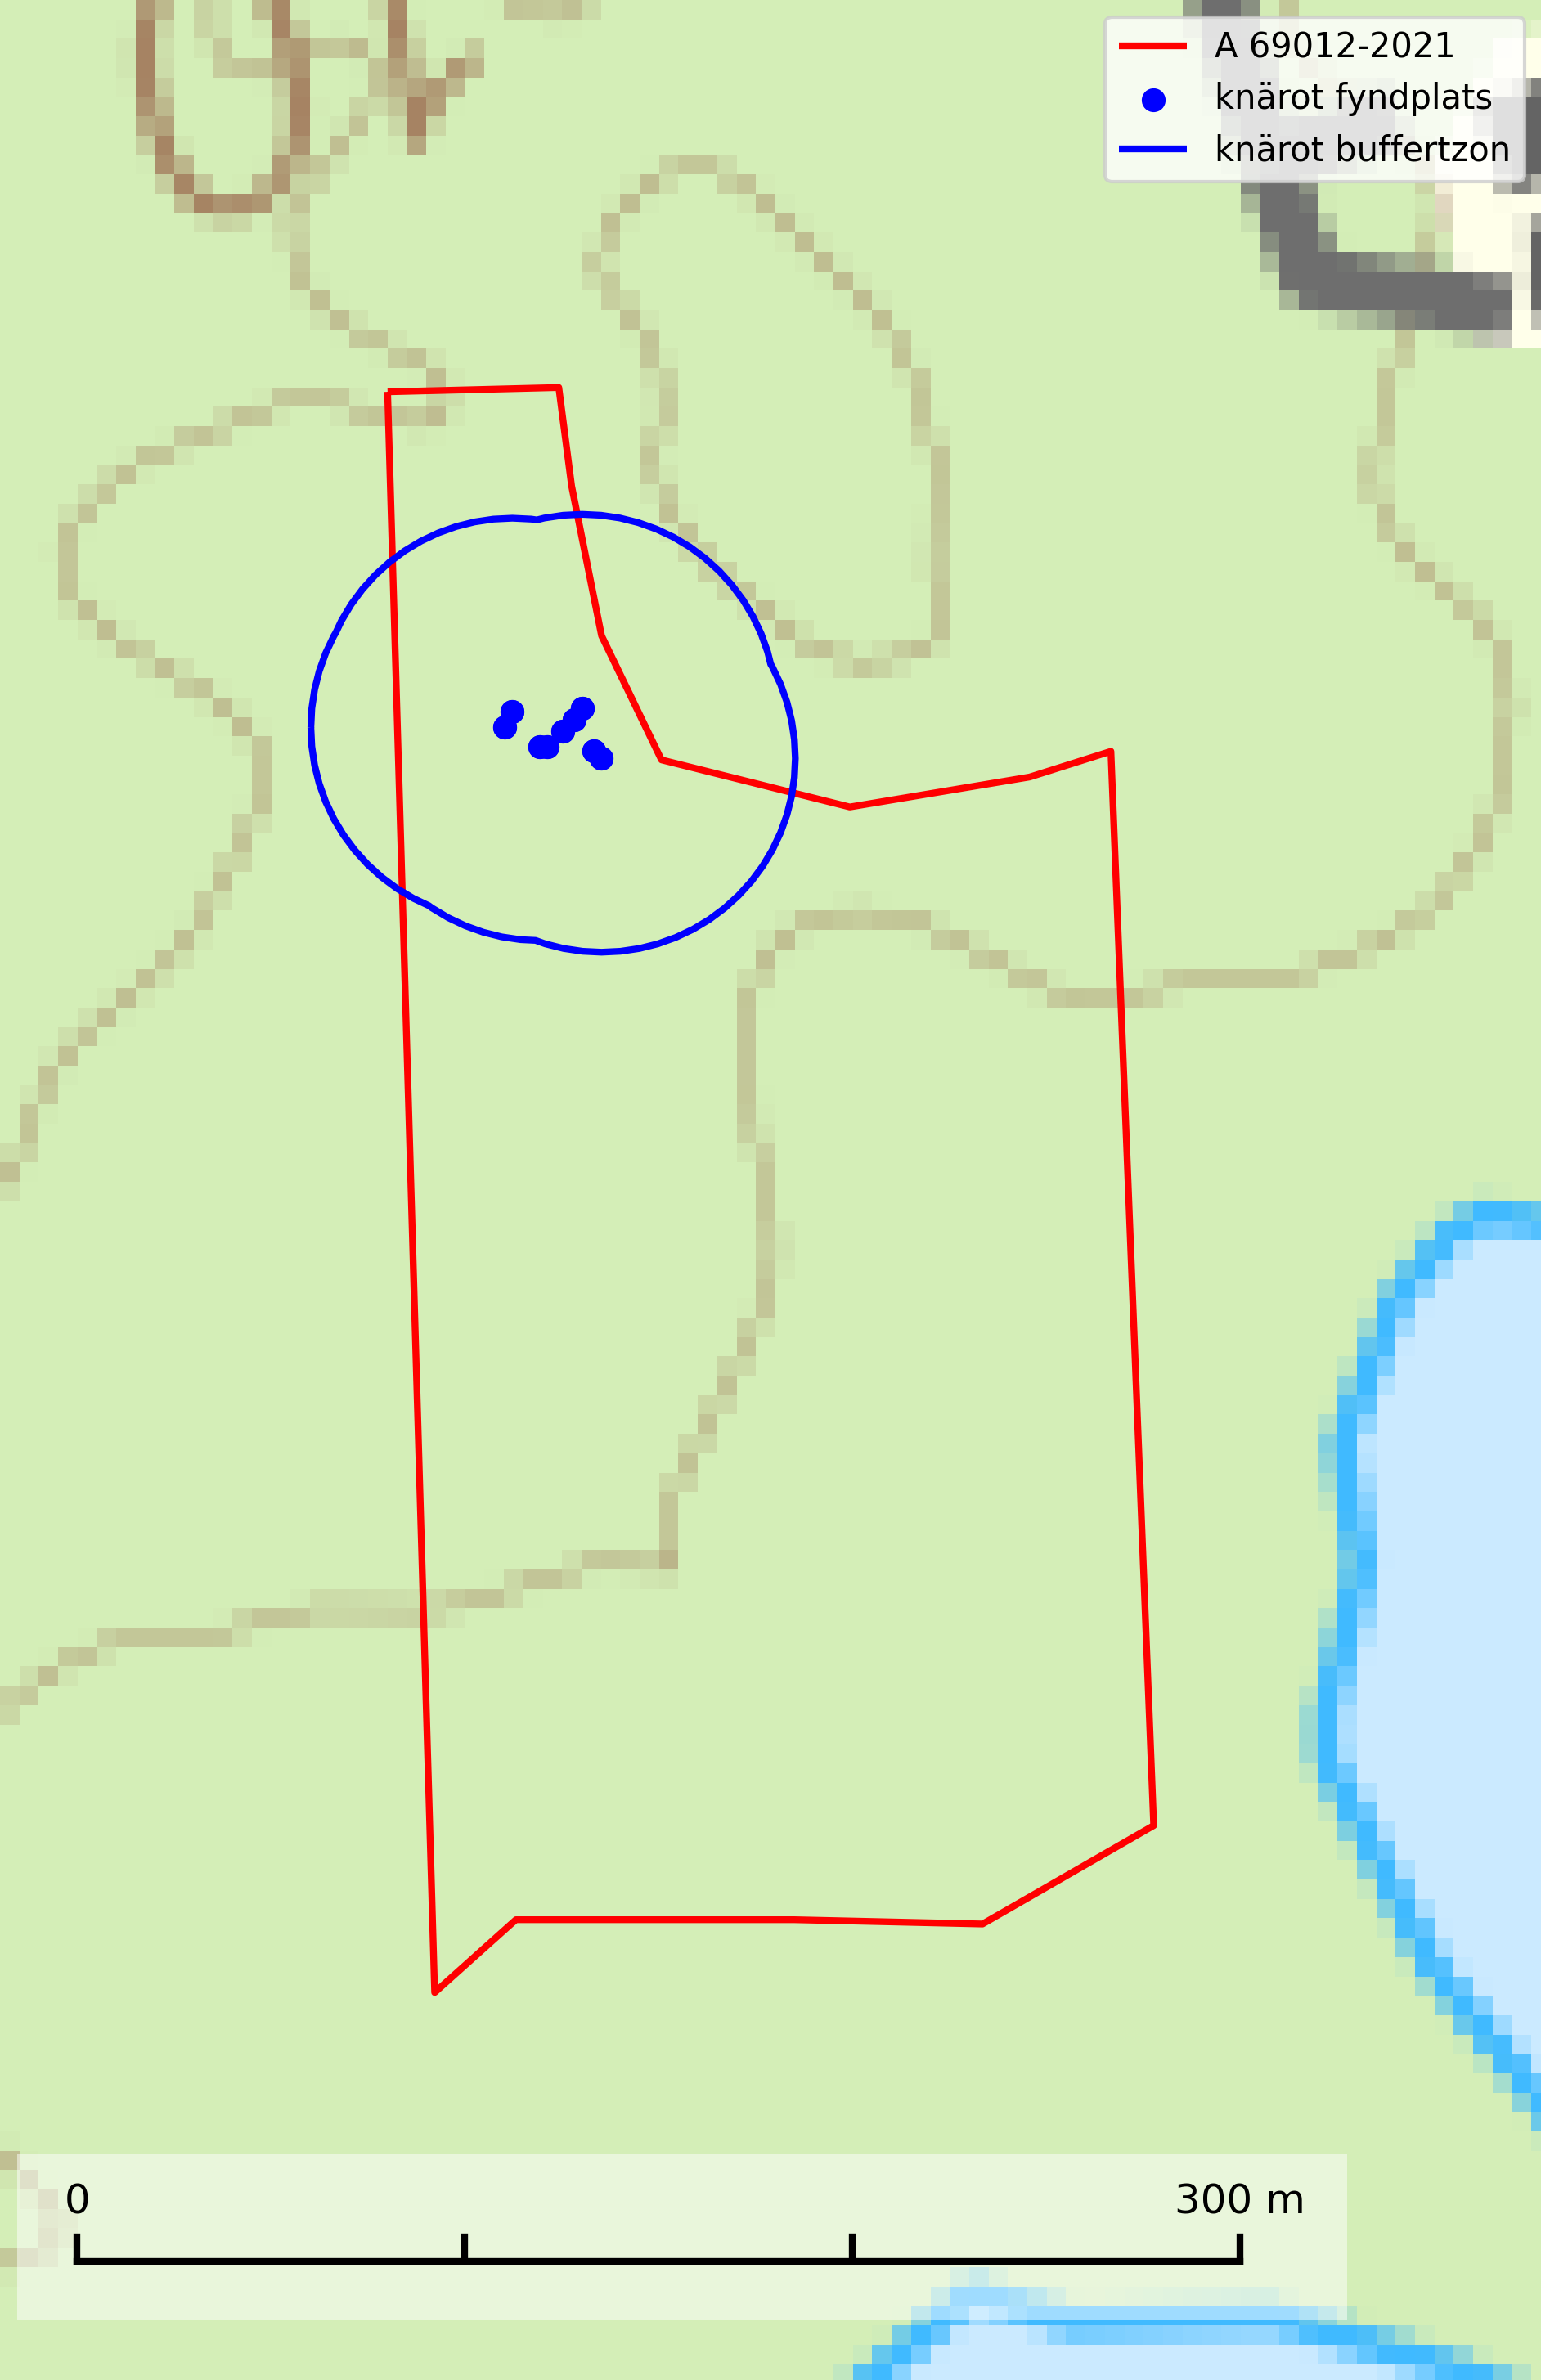 A 69012-2021
knärot fyndplats
knärot buffertzon
0 300 m